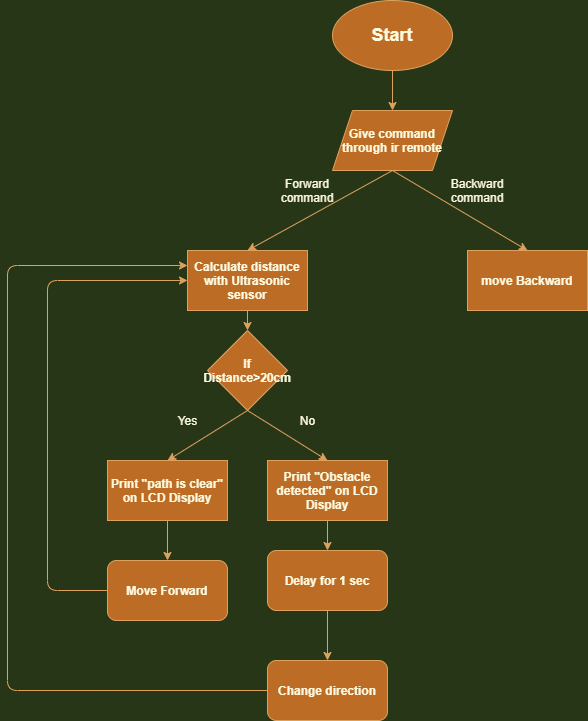 Start
Give command
through ir remote
Forward
command
Backward
command
Calculate distance
with Ultrasonic
sensor
move Backward
If
Distance>20cm
Yes
No
Print "path is clear"
on LCD Display
Print "Obstacle
detected" on LCD
Display
Move Forward
Delay for 1 sec
Change direction